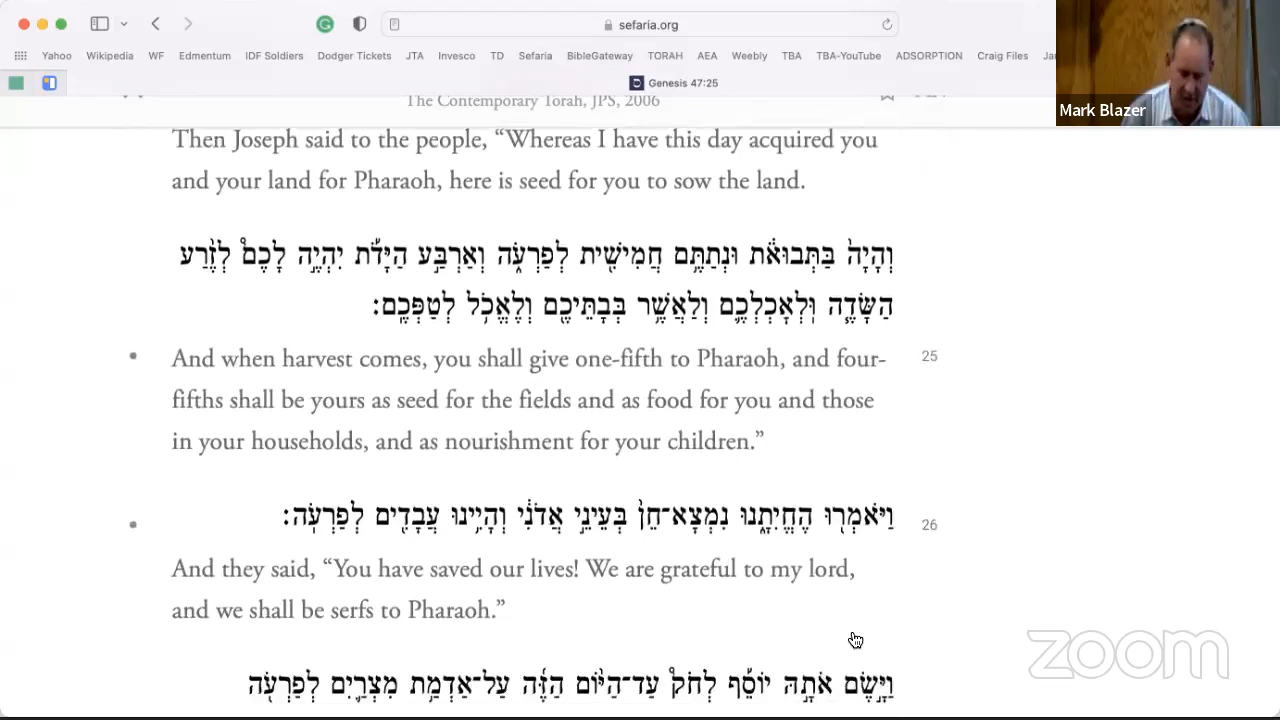 sefaria.org
Yahoo Wikipedia WF Edmentum IDF Soldiers Dodger Tickets JTA Invesco TD Sefaria BibleGateway TORAH AEA Weebly TBA TBA-YouTube ADSORPTION Craig Files
Mark Blazer
Genesis 47:25
The Contemporary Torah, JPS, 2006
Then Joseph said to the people, “Whereas I have this day acquired you
and your land for Pharaoh, here is seed for you to sow the land.
וְהָיָה֙ בַּתְּבוּאֹ֔ת וּנְתַתֶּ֥ם חֲמִישִׁ֖ית לְפַרְעֹ֑ה וְאַרְבַּ֣ע הַיָּדֹ֡ת יִהְיֶ֣ה לָכֶם֩ לְזֶ֨רַע
הַשָּׂדֶ֧ה וּֽלְאׇכְלְכֶ֛ם וְלַאֲשֶׁ֥ר בְּבָתֵּיכֶ֖ם וְלֶאֱכֹ֥ל לְטַפְּכֶֽם׃
And when harvest comes, you shall give one-fifth to Pharaoh, and four-
25
fifths shall be yours as seed for the fields and as food for you and those
in your households, and as nourishment for your children.”
וַיֹּאמְר֖וּ הֶחֱיִתָ֑נוּ נִמְצָא־חֵן֙ בְּעֵינֵ֣י אֲדֹנִ֔י וְהָיִ֥ינוּ עֲבָדִ֖ים לְפַרְעֹֽה׃
26
And they said, “You have saved our lives! We are grateful to my lord,
and we shall be serfs to Pharaoh.”
zoom
וַיָּ֣שֶׂם אֹתָ֣הּ יוֹסֵ֡ף לְחֹק֩ עַד־הַיּ֨וֹם הַזֶּ֜ה עַל־אַדְמַ֥ת מִצְרַ֛יִם לְפַרְעֹ֖ה